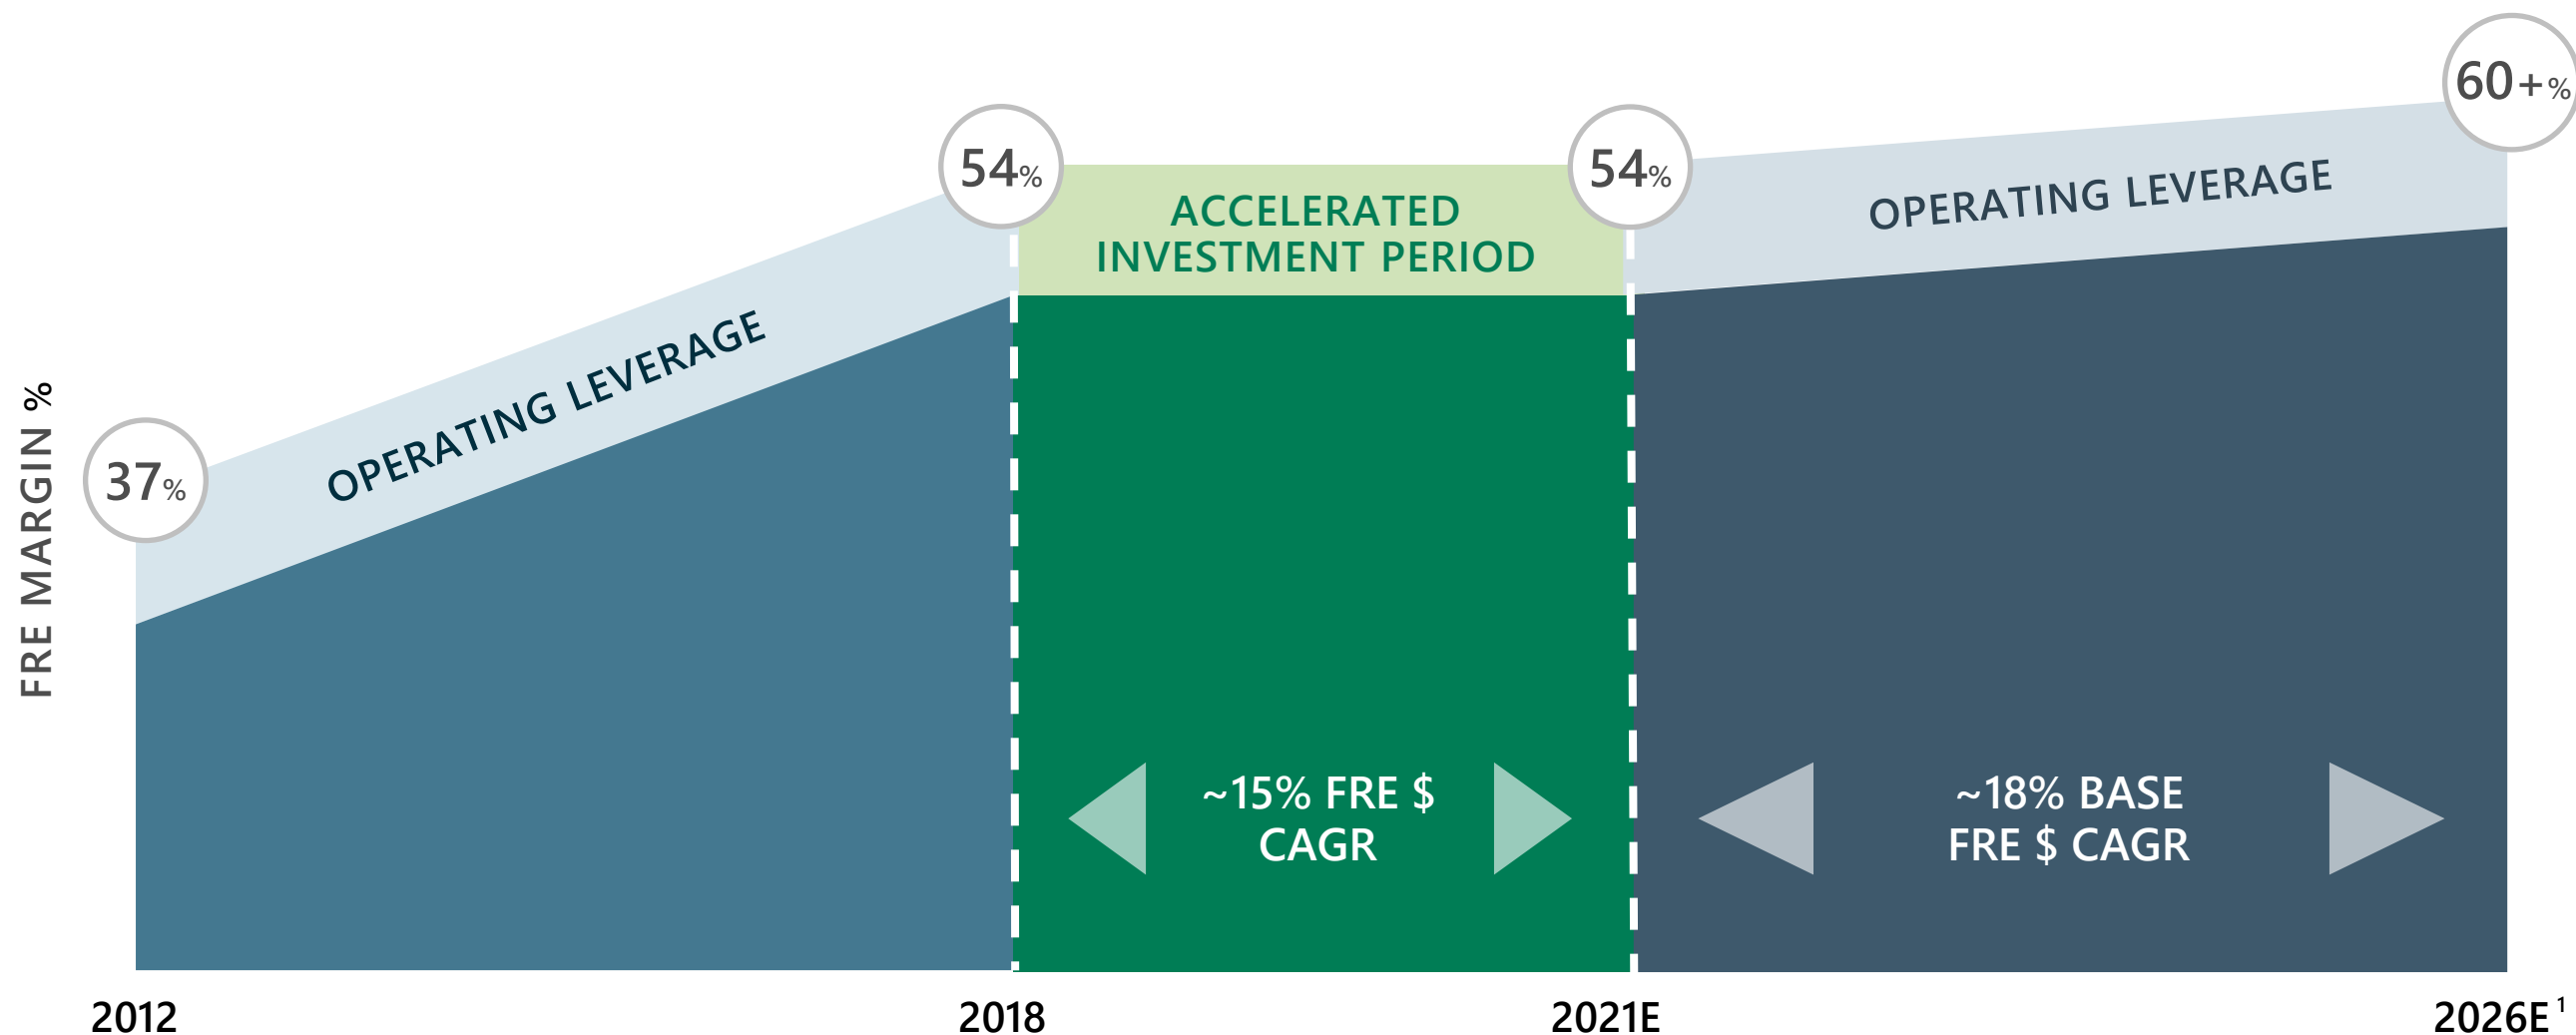 60+%
54%
54%
ACCELERATED
INVESTMENT PERIOD
OPERATING LEVERAGE
OPERATING LEVERAGE
37%
FRE MARGIN %
~15% FRE $
CAGR
~18% BASE
FRE $ CAGR
2012
2018
2021E
2026E¹